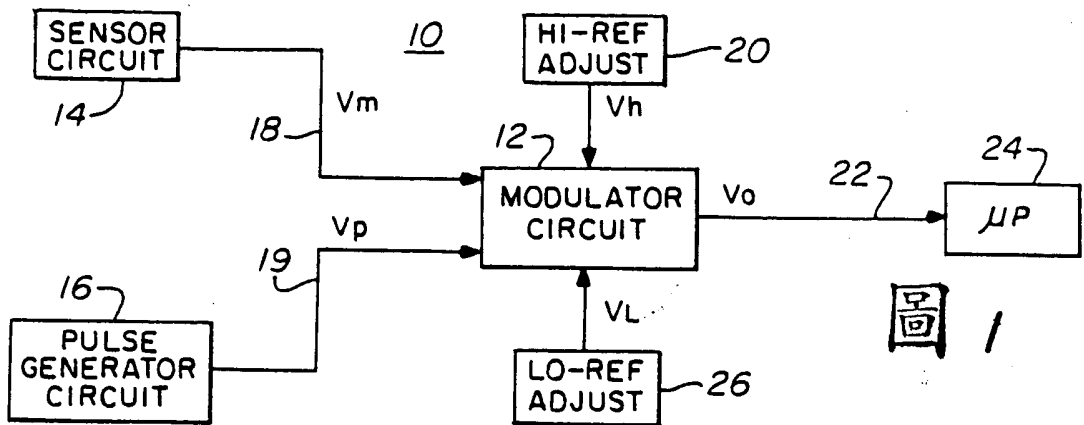 SENSOR
CIRCUIT
14
10
HI-REF
ADJUST
20
Vm
18
Vh
12
MODULATOR
CIRCUIT
Vo
22
24
μP
Vp
19
16
PULSE
GENERATOR
CIRCUIT
VL
LO-REF
ADJUST
26
圖 1